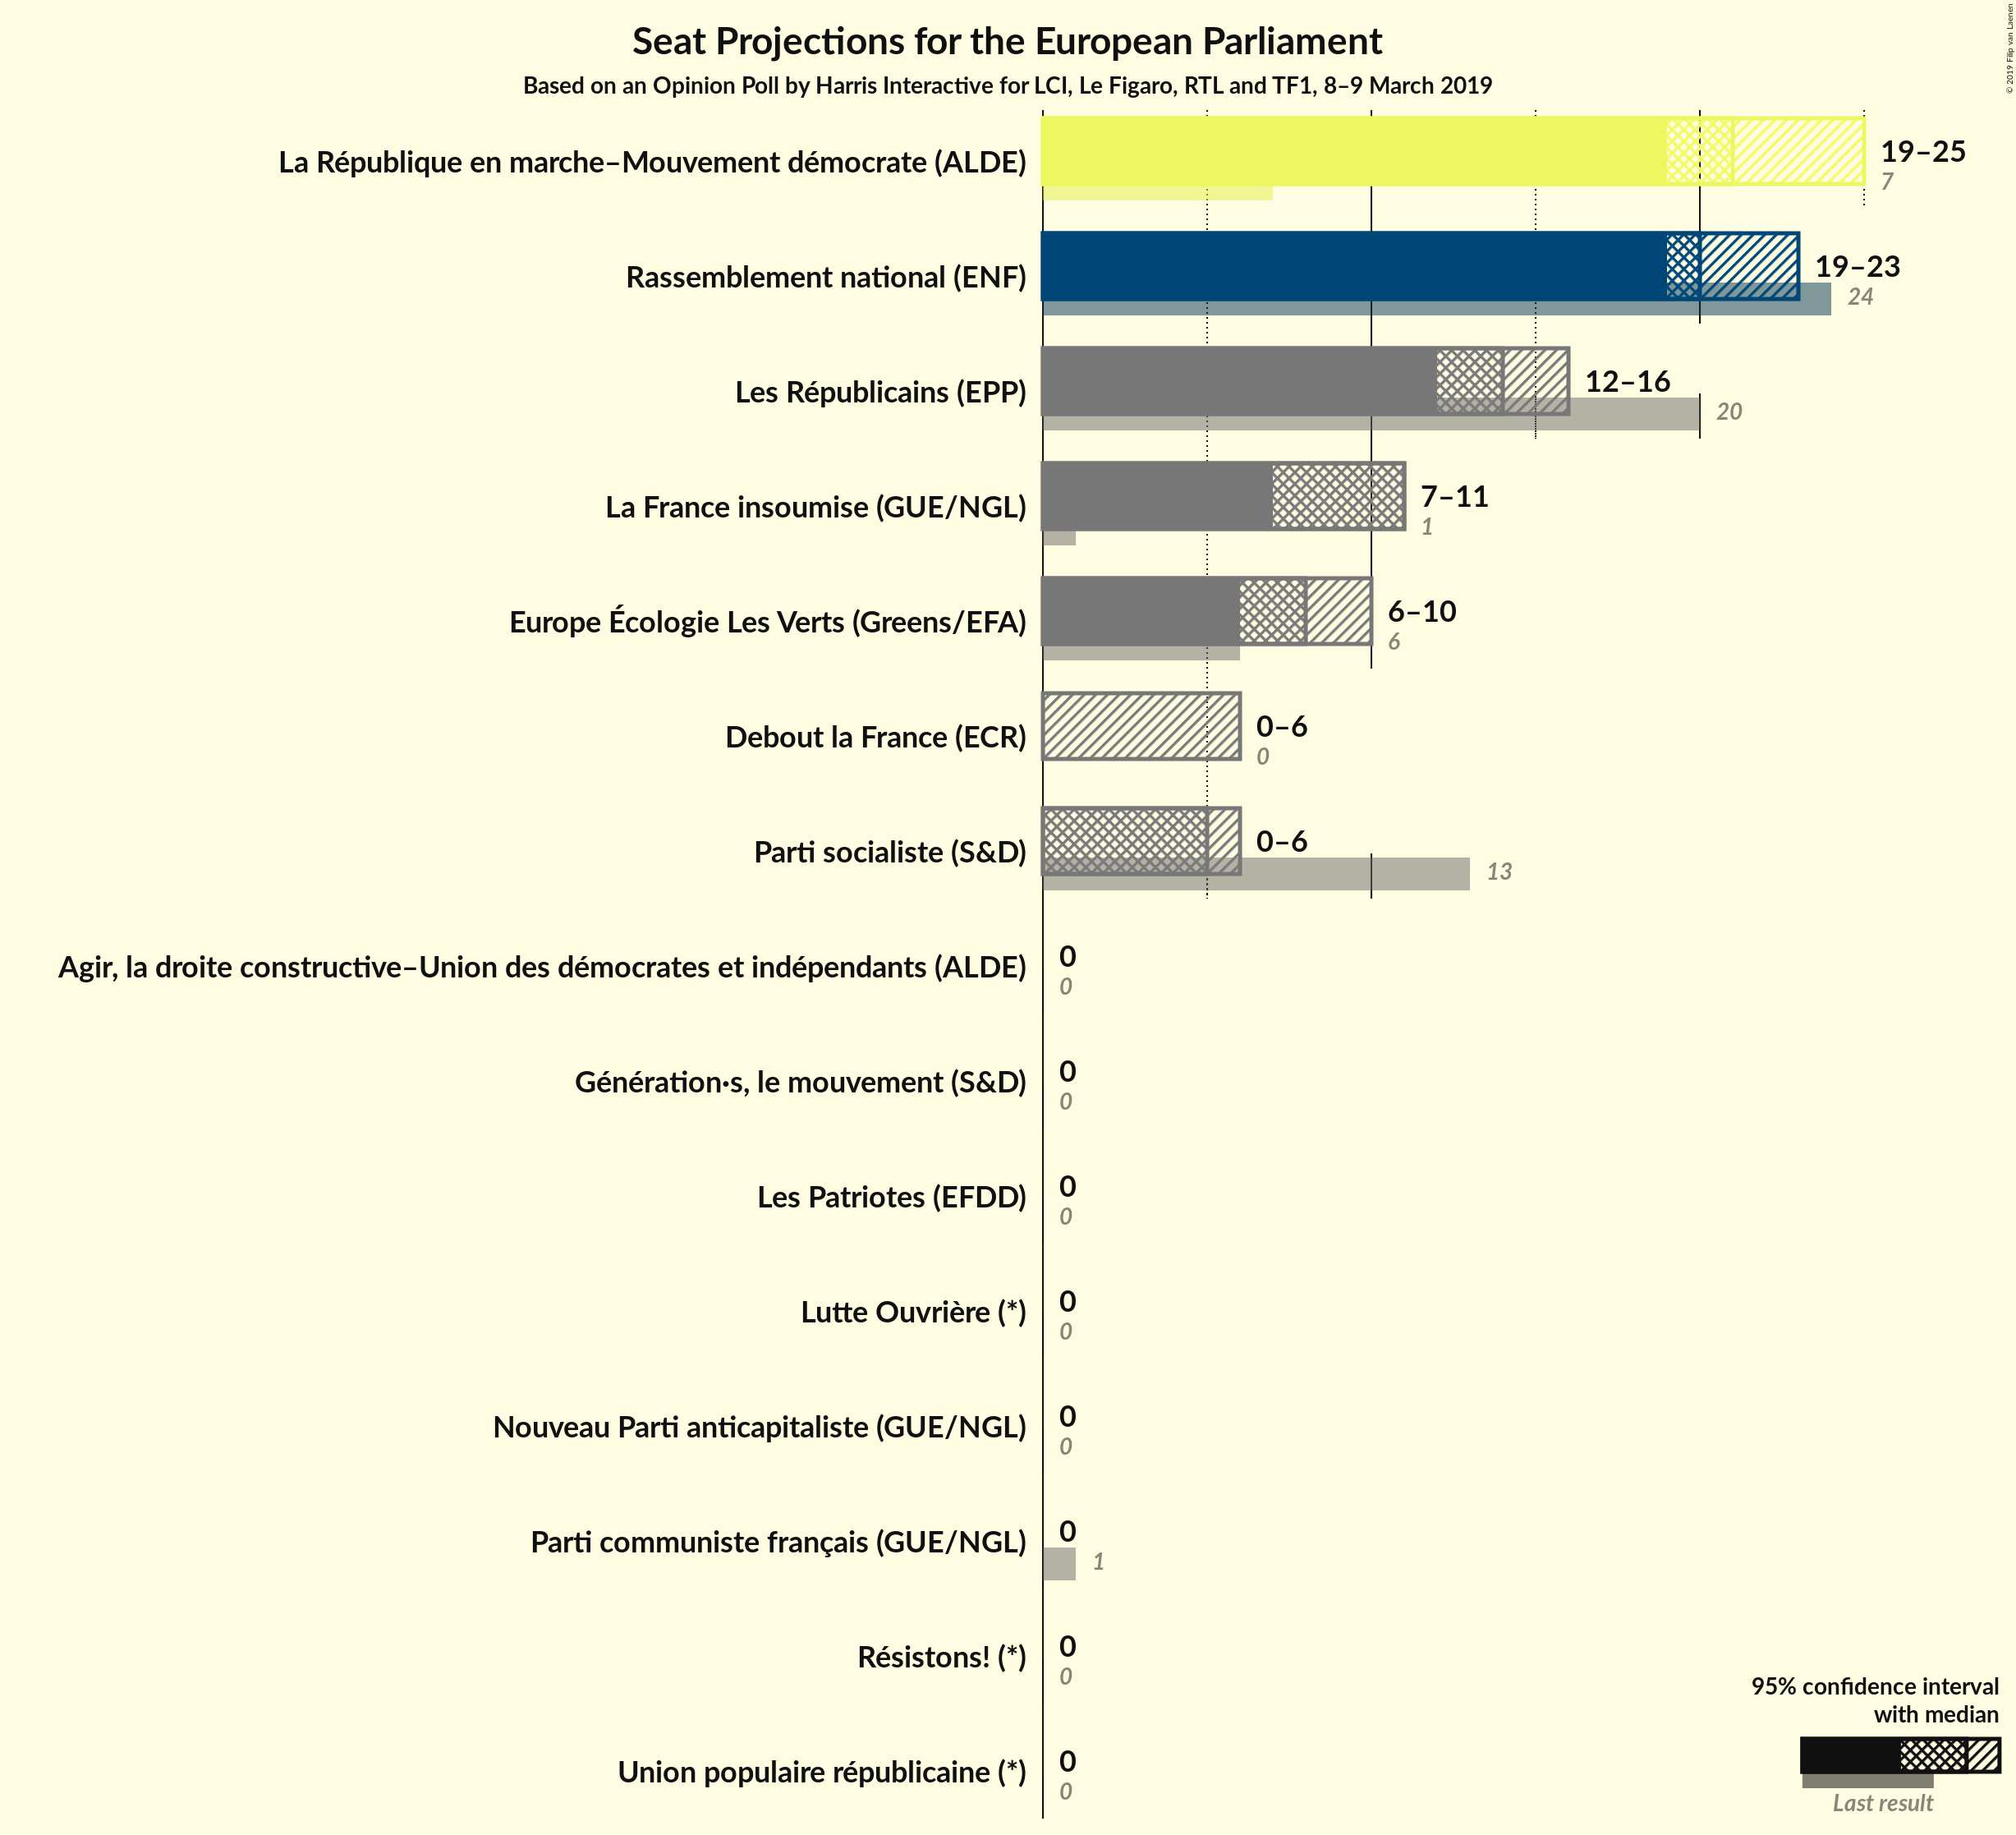 Seat Projections for the European Parliament
Based on an Opinion Poll by Harris Interactive for LCI, Le Figaro, RTL and TF1, 8–9 March 2019
© 2019 Filip van Laenen
La République en marche–Mouvement démocrate (ALDE)
19–25
7
Rassemblement national (ENF)
19–23
24
Les Républicains (EPP)
12–16
20
La France insoumise (GUE/NGL)
7–11
1
Europe Écologie Les Verts (Greens/EFA)
6–10
6
Debout la France (ECR)
0–6
0
Parti socialiste (S&D)
0–6
13
Agir, la droite constructive–Union des démocrates et indépendants (ALDE)
0
0
Génération·s, le mouvement (S&D)
0
0
Les Patriotes (EFDD)
0
0
Lutte Ouvrière (*)
0
0
Nouveau Parti anticapitaliste (GUE/NGL)
0
0
Parti communiste français (GUE/NGL)
0
1
Résistons! (*)
0
0
Union populaire républicaine (*)
0
0
95% confidence interval
with median
Last result